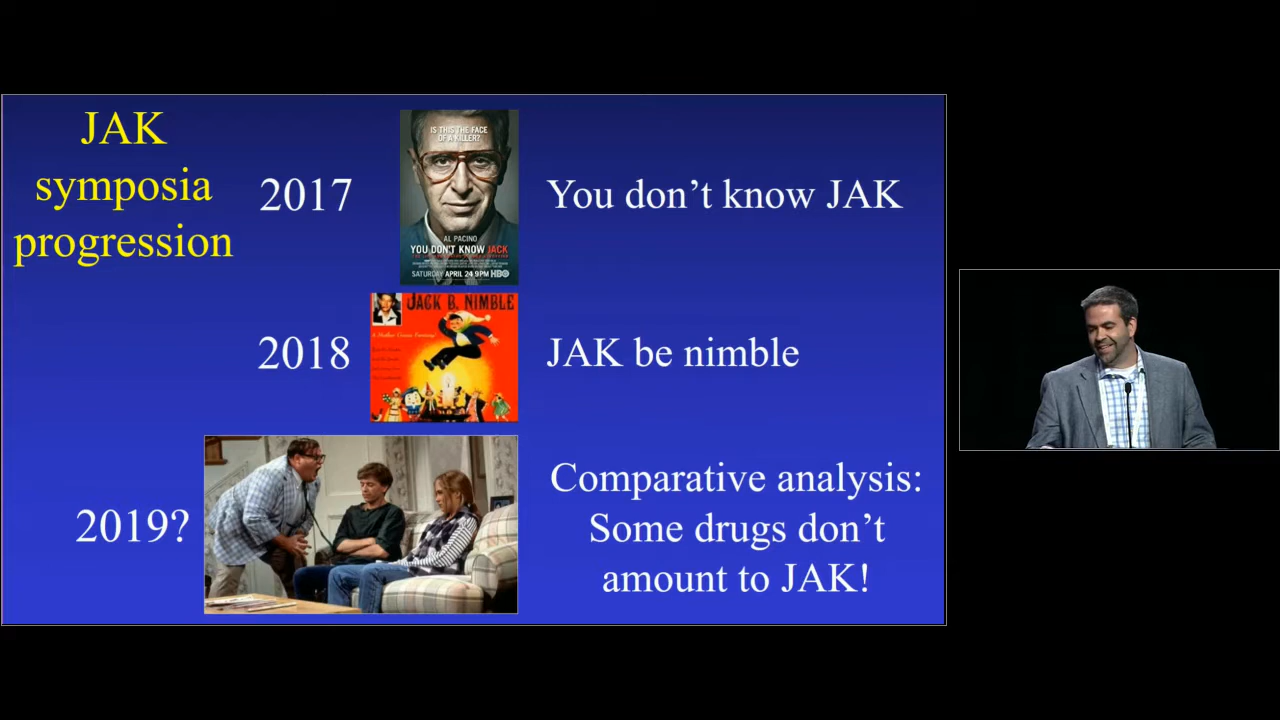 JAK
symposia
progression
2017
IS THIS THE FACE
OF A KILLER?
AL PACINO
YOU DON'T KNOW JACK
SATURDAY APRIL 24 9PM HBO
You don't know JAK
2018
JACK B. NIMBLE
JAK be nimble
2019?
Comparative analysis:
Some drugs don't
amount to JAK!